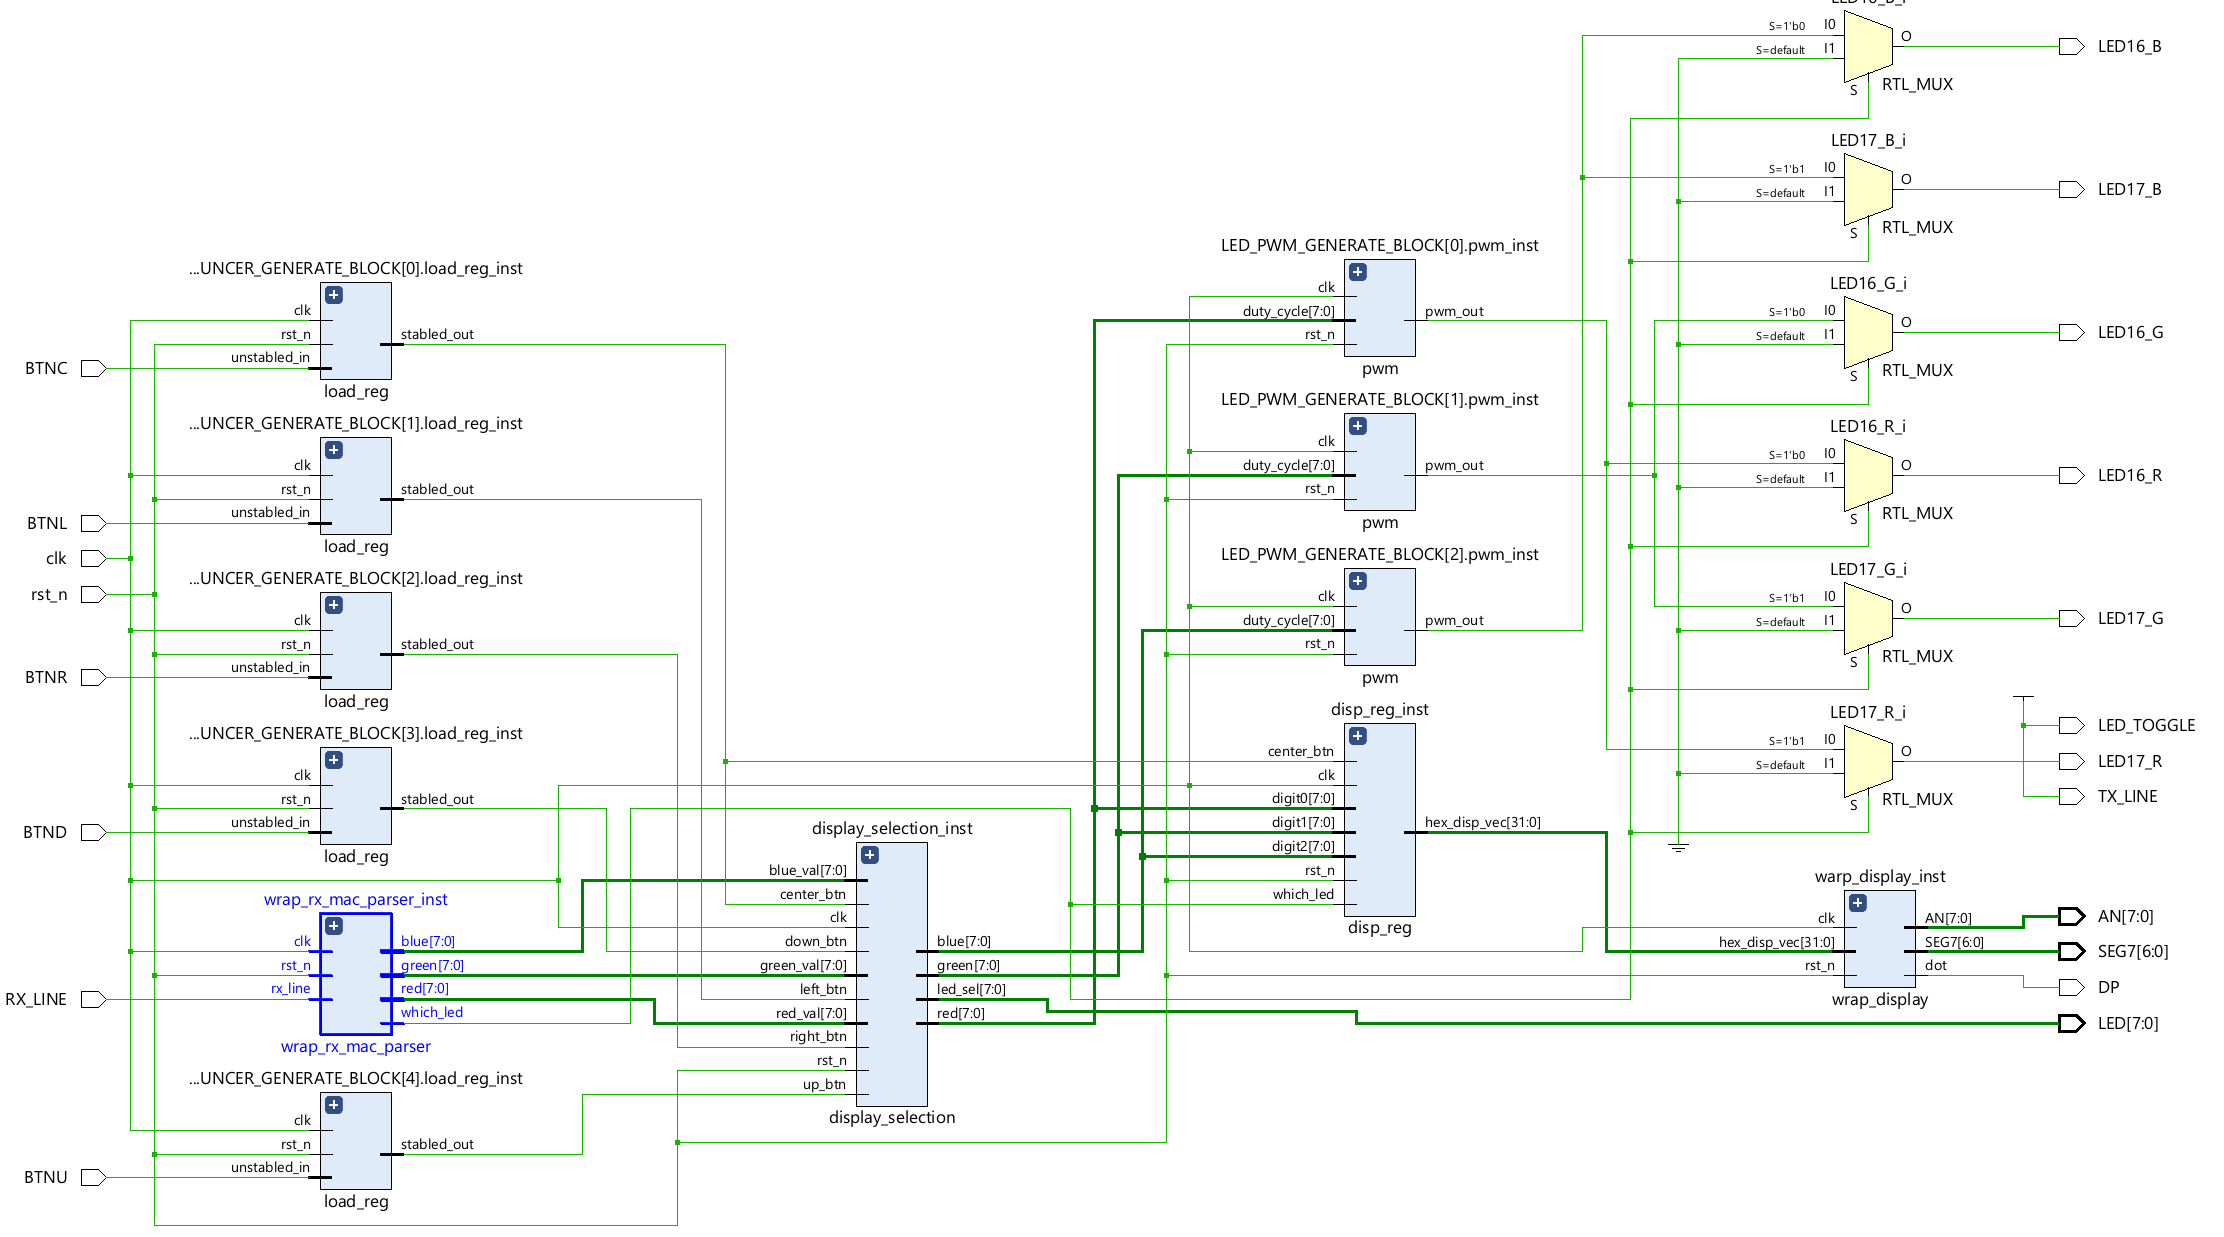 BTNC
BTNL
clk
rst_n
BTNR
BTND
RX_LINE
BTNU
...UNCER_GENERATE_BLOCK[0].load_reg_inst
clk
rst_n
unstabled_in
stabled_out
load_reg
...UNCER_GENERATE_BLOCK[1].load_reg_inst
clk
rst_n
unstabled_in
stabled_out
load_reg
...UNCER_GENERATE_BLOCK[2].load_reg_inst
clk
rst_n
unstabled_in
stabled_out
load_reg
...UNCER_GENERATE_BLOCK[3].load_reg_inst
clk
rst_n
unstabled_in
stabled_out
load_reg
wrap_rx_mac_parser_inst
clk
rst_n
rx_line
blue[7:0]
green[7:0]
red[7:0]
which_led
wrap_rx_mac_parser
...UNCER_GENERATE_BLOCK[4].load_reg_inst
clk
rst_n
unstabled_in
stabled_out
load_reg
display_selection_inst
blue_val[7:0]
center_btn
clk
down_btn
green_val[7:0]
left_btn
red_val[7:0]
right_btn
rst_n
up_btn
blue[7:0]
green[7:0]
led_sel[7:0]
red[7:0]
display_selection
LED_PWM_GENERATE_BLOCK[0].pwm_inst
clk
duty_cycle[7:0]
rst_n
pwm_out
pwm
LED_PWM_GENERATE_BLOCK[1].pwm_inst
clk
duty_cycle[7:0]
rst_n
pwm_out
pwm
LED_PWM_GENERATE_BLOCK[2].pwm_inst
clk
duty_cycle[7:0]
rst_n
pwm_out
pwm
disp_reg_inst
center_btn
clk
digit0[7:0]
digit1[7:0]
digit2[7:0]
rst_n
which_led
hex_disp_vec[31:0]
disp_reg
S=1'b0 I0
S=default I1
O
S
RTL_MUX
LED17_B_i
S=1'b1 I0
S=default I1
O
S
RTL_MUX
LED16_G_i
S=1'b0 I0
S=default I1
O
S
RTL_MUX
LED16_R_i
S=1'b0 I0
S=default I1
O
S
RTL_MUX
LED17_G_i
S=1'b1 I0
S=default I1
O
S
RTL_MUX
LED17_R_i
S=1'b1 I0
S=default I1
O
S
RTL_MUX
warp_display_inst
clk
hex_disp_vec[31:0]
rst_n
AN[7:0]
SEG7[6:0]
dot
wrap_display
LED16_B
LED17_B
LED16_G
LED16_R
LED17_G
LED_TOGGLE
LED17_R
TX_LINE
AN[7:0]
SEG7[6:0]
DP
LED[7:0]